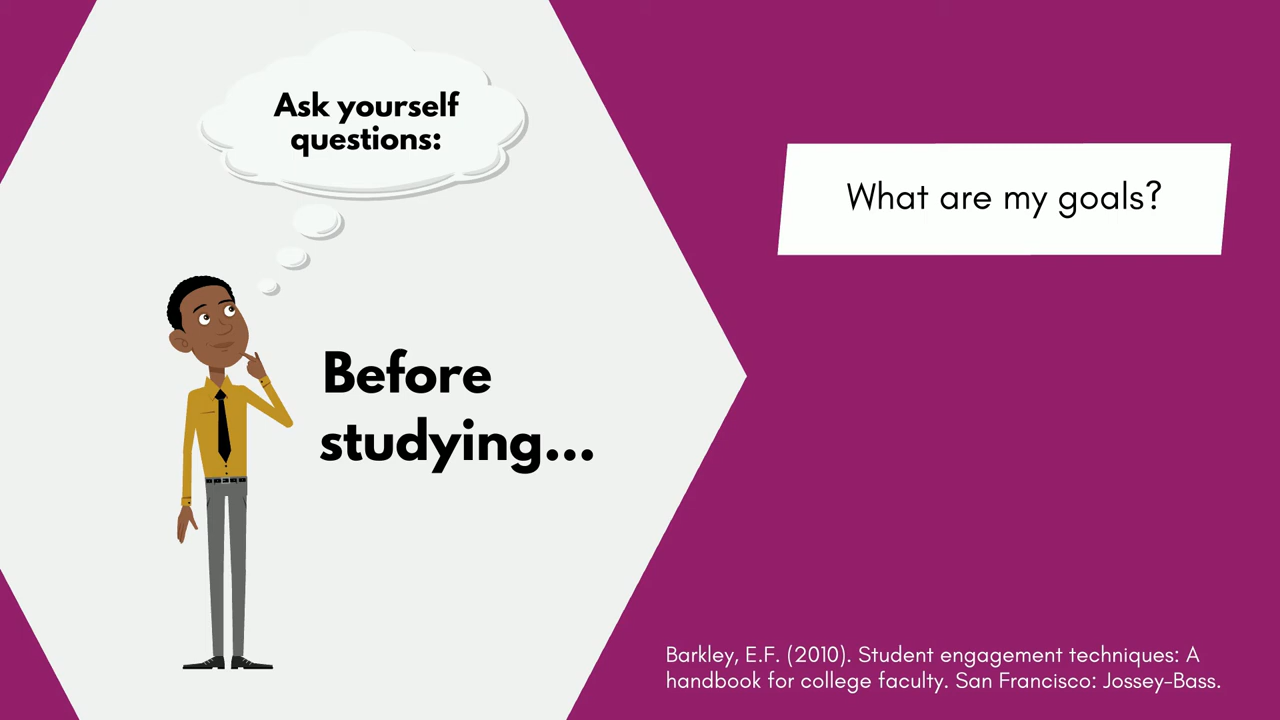 Ask yourself
questions:
Before
studying...
What are my goals?
Barkley, E.F. (2010). Student engagement techniques: A
handbook for college faculty. San Francisco: Jossey-Bass.